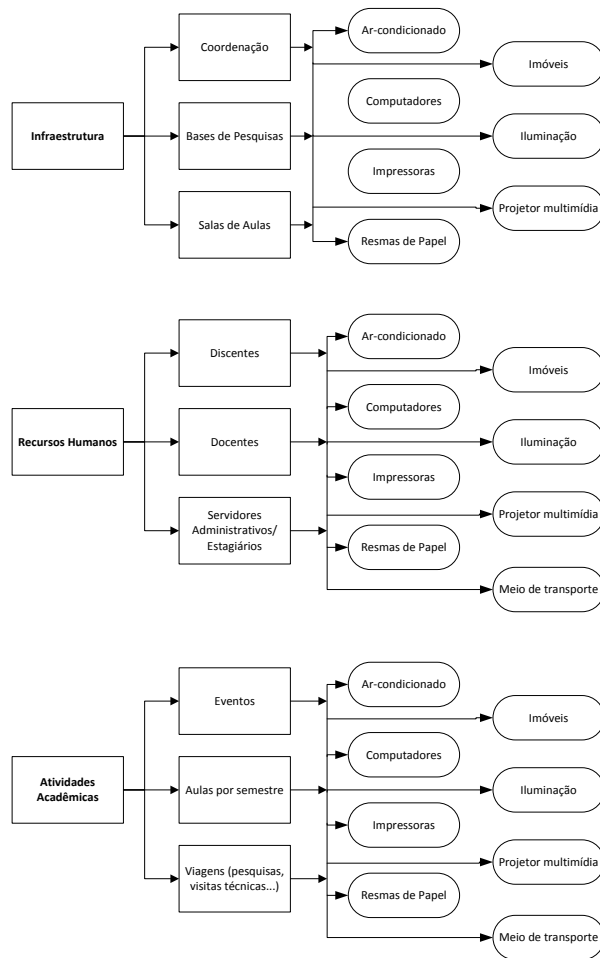 Coordenação
Ar-condicionado
Imóveis
Computadores
Infraestrutura
Bases de Pesquisas
Iluminação
Impressoras
Salas de Aulas
Projetor multimídia
Resmas de Papel
Discentes
Ar-condicionado
Imóveis
Computadores
Recursos Humanos
Docentes
Iluminação
Impressoras
Servidores
Administrativos/
Estagiários
Projetor multimídia
Resmas de Papel
Meio de transporte
Eventos
Ar-condicionado
Imóveis
Computadores
Atividades
Acadêmicas
Aulas por semestre
Iluminação
Impressoras
Viagens (pesquisas,
visitas técnicas...)
Projetor multimídia
Resmas de Papel
Meio de transporte